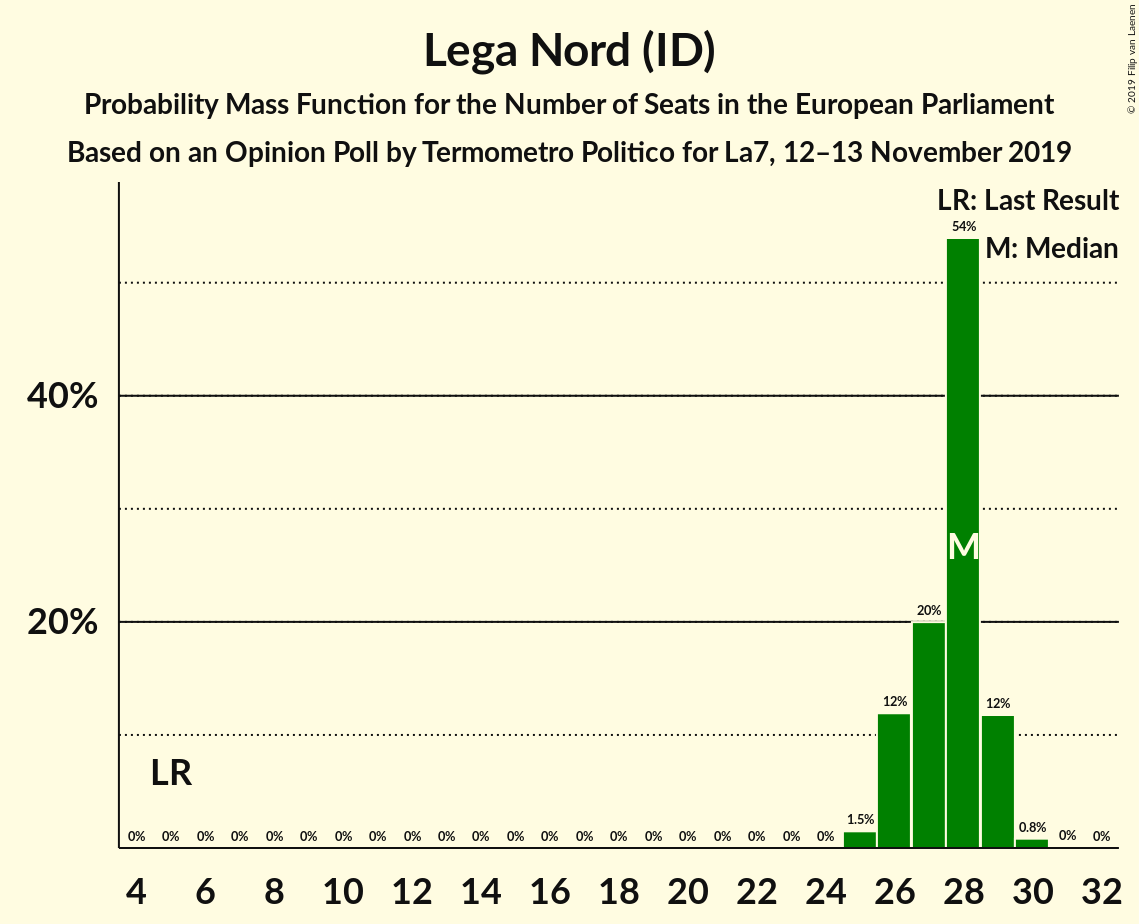 Lega Nord (ID)
Probability Mass Function for the Number of Seats in the European Parliament
Based on an Opinion Poll by Termometro Politico for La7, 12–13 November 2019
© 2019 Filip van Laenen
LR: Last Result
M: Median
54%
40%
M
20%
20%
12% 12%
LR
1.5% 0.8%
0% 0% 0% 0% 0% 0% 0% 0% 0% 0% 0% 0% 0% 0% 0% 0% 0% 0% 0% 0% 0% 0% 0%
4 6 8 10 12 14 16 18 20 22 24 26 28 30 32